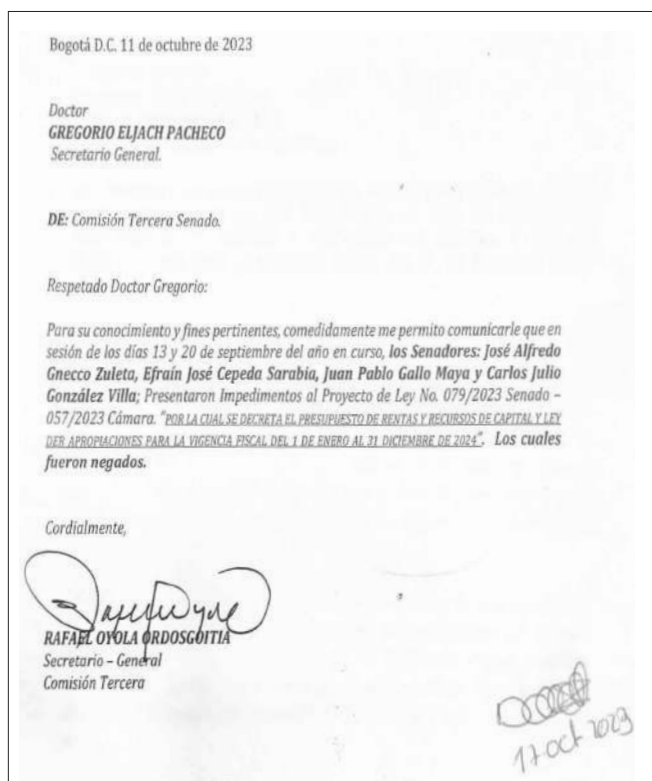 Bogotá D.C. 11 de octubre de 2023
Doctor
GREGORIO ELJACH PACHECO
Secretario General.
DE: Comisión Tercera Senado.
Respetado Doctor Gregorio:
Para su conocimiento y fines pertinentes, comedidamente me permito comunicarle que en
sesión de los días 13 y 20 de septiembre del año en curso, los Senadores: José Alfredo
Gnecco Zuleta, Efraín José Cepeda Sarabia, Juan Pablo Gallo Maya y Carlos Julio
González Villa; Presentaron Impedimentos al Proyecto de Ley No. 079/2023 Senado –
057/2023 Cámara. "POR LA CUAL SE DECRETA EL PRESUPUESTO DE RENTAS Y RECURSOS DE CAPITAL Y LEY
DER APROPIACIONES PARA LA VIGENCIA FISCAL DEL 1 DE ENERO AL 31 DICIEMBRE DE 2024". Los cuales
fueron negados.
Cordialmente,
RAFAEL OYOLA ORDOSGOITIA
Secretario – General
Comisión Tercera
17 oct 2023